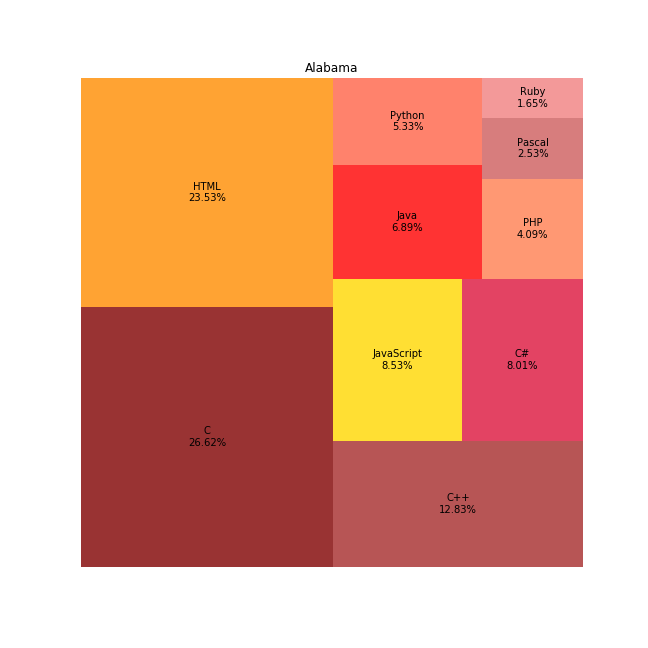 Alabama
HTML
23.53%
Python
5.33%
Ruby
1.65%
Pascal
2.53%
Java
6.89%
PHP
4.09%
JavaScript
8.53%
C#
8.01%
C
26.62%
C++
12.83%